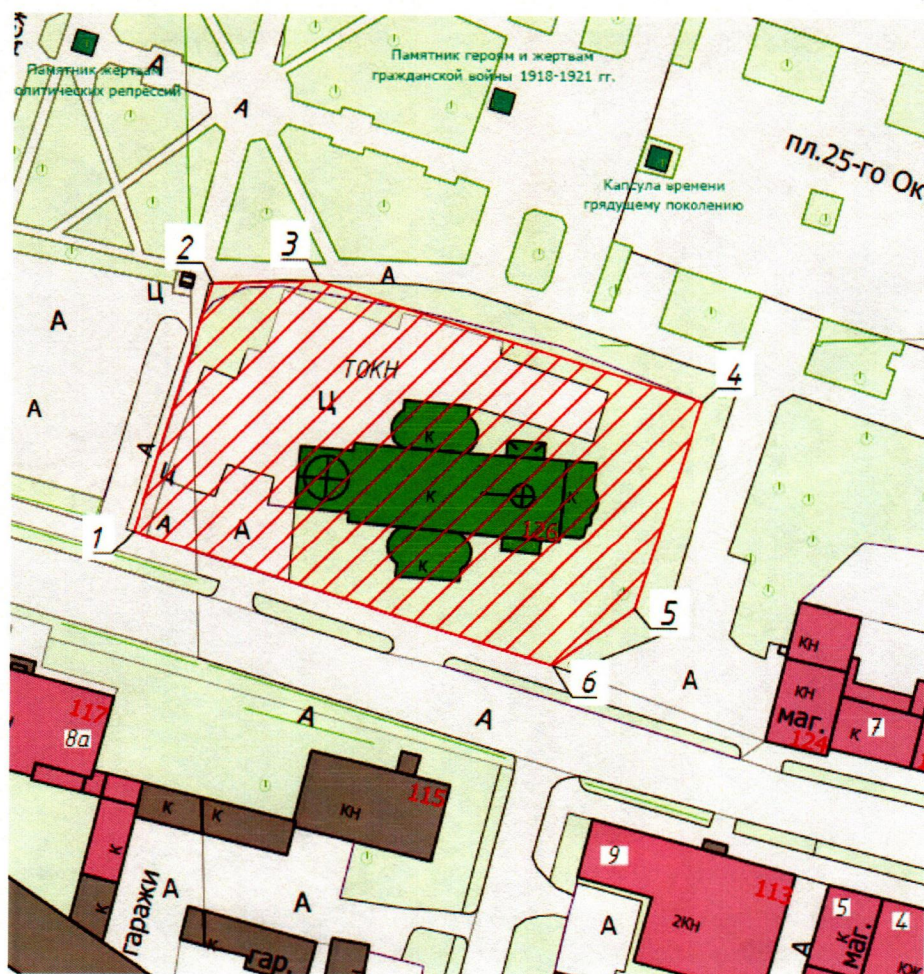 Памятник жертвам
олитических репрессий
А
Памятник героям и жертвам
гражданской войны 1918-1921 гг.
А
пл.25-го Ок
Капсула времени
грядущему поколению
2
3
А
Ц
А
ТОКН
4
Ц
А
к
А
Ц
к
к
126
1
А
А
к
5
6
А
кн
кн
маг.
124
к
7
117
8а
А
А
115
кн
к
к
к
9
113
2КН
гаражи
А
А
к
А
5
4
к
маг.
к
гар.
А